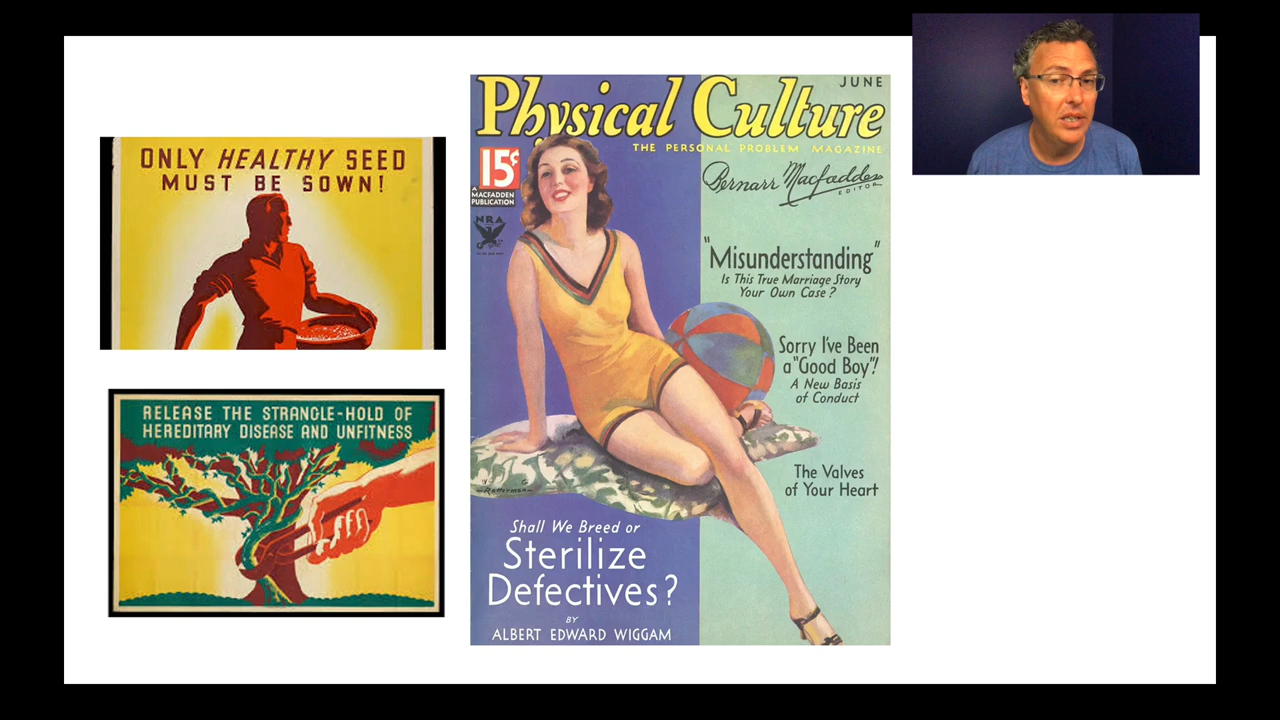 ONLY HEALTHY SEED
MUST BE SOWN!
RELEASE THE STRANGLE-HOLD OF
HEREDITARY DISEASE AND UNFITNESS
JUNE
Physical Culture
THE PERSONAL PROBLEM MAGAZINE
15¢
A
MACFADDEN
PUBLICATION
NRA
Bernarr Macfadden
EDITOR
"Misunderstanding"
Is This True Marriage Story
Your Own Case?
Sorry I've Been
a "Good Boy"!
A New Basis
of Conduct
The Valves
of Your Heart
Shall We Breed or
Sterilize
Defectives?
BY
ALBERT EDWARD WIGGAM